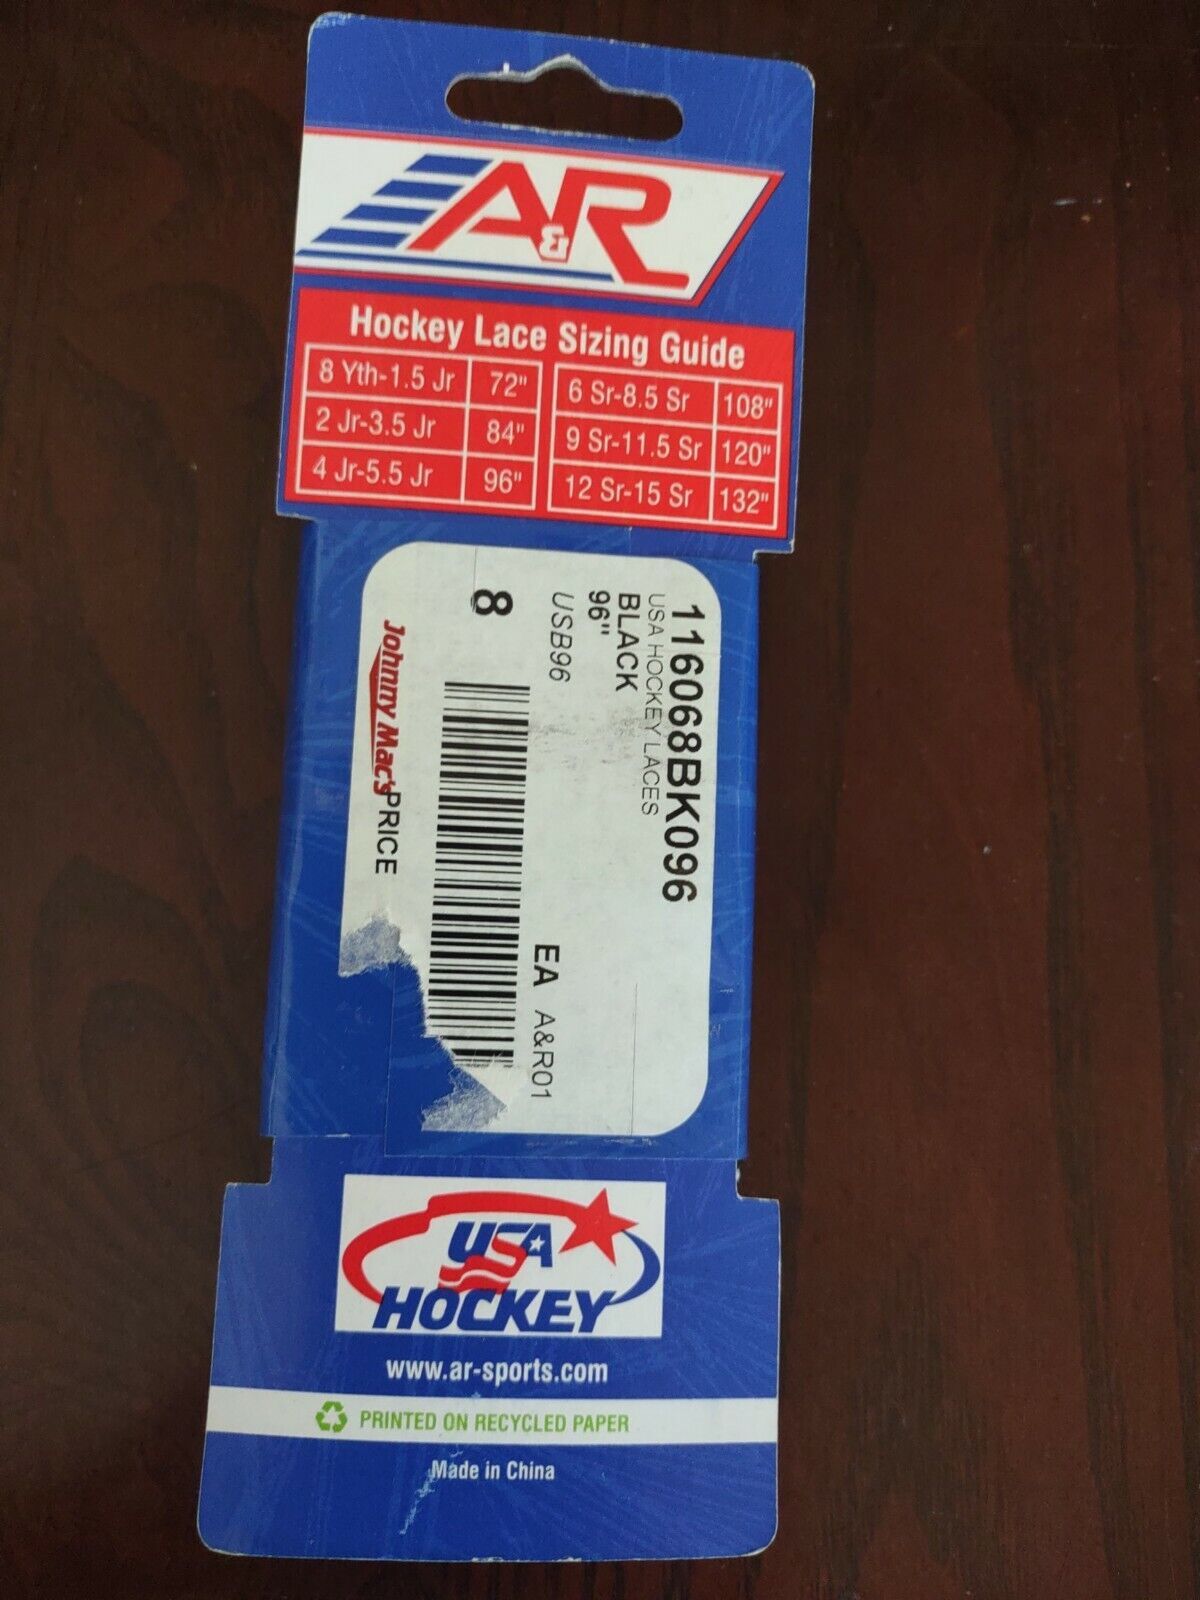 A&R
Hockey Lace Sizing Guide
8 Yth-1.5 Jr 72"
2 Jr-3.5 Jr 84"
4 Jr-5.5 Jr 96"
6 Sr-8.5 Sr 108"
9 Sr-11.5 Sr 120"
12 Sr-15 Sr 132"
116068BK096
USA HOCKEY LACES
BLACK
96"
USB96 EA A&R01
8
Johnny Mac's PRICE
USA
HOCKEY
www.ar-sports.com
PRINTED ON RECYCLED PAPER
Made in China